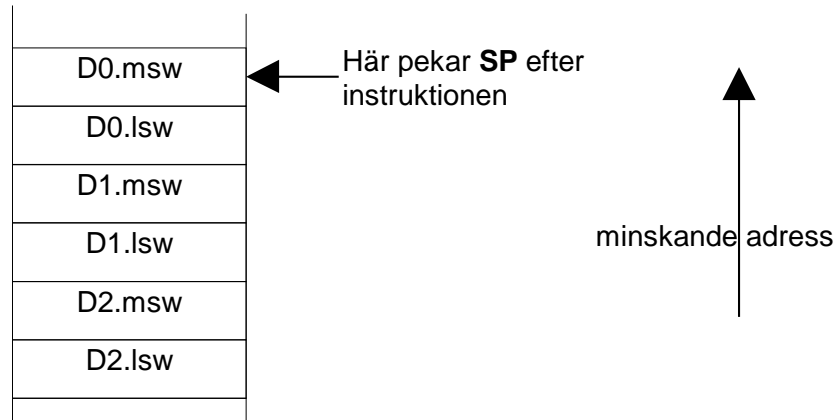 D0.msw
Här pekar SP efter
instruktionen
D0.lsw
D1.msw
D1.lsw
minskande adress
D2.msw
D2.lsw